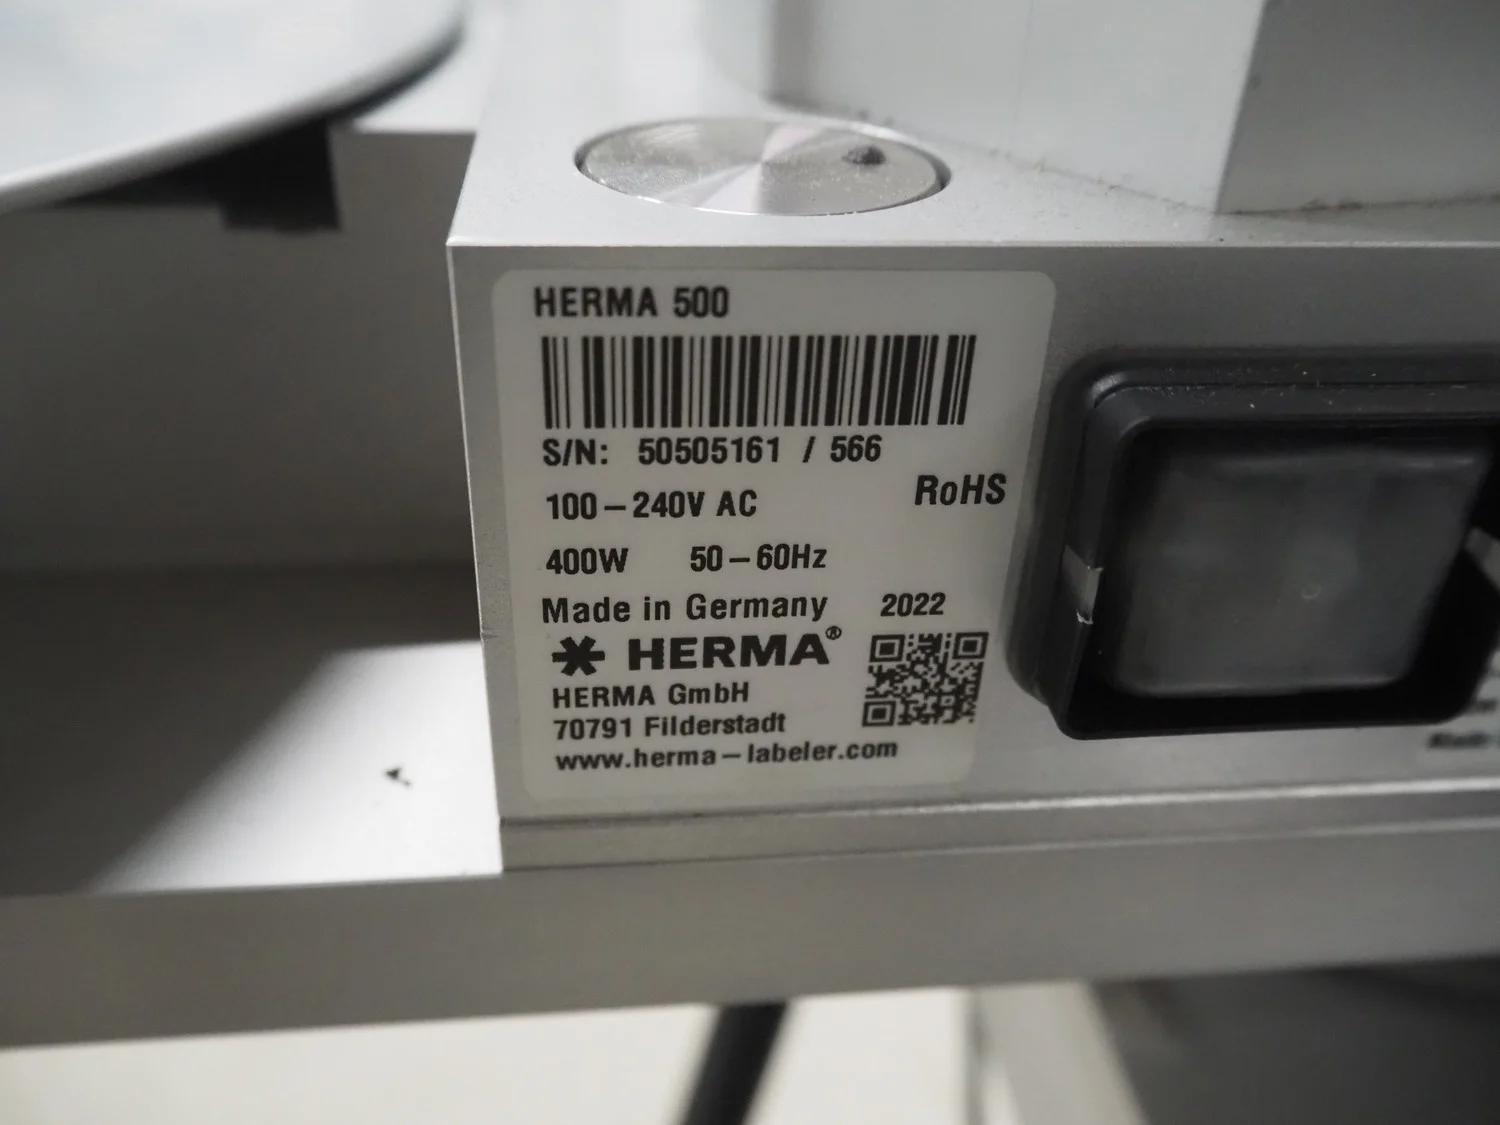 HERMA 500
S/N: 50505161 / 566
100-240V AC
RoHS
400W 50-60Hz
Made in Germany 2022
HERMA®
HERMA GmbH
70791 Filderstadt
www.herma-labeler.com